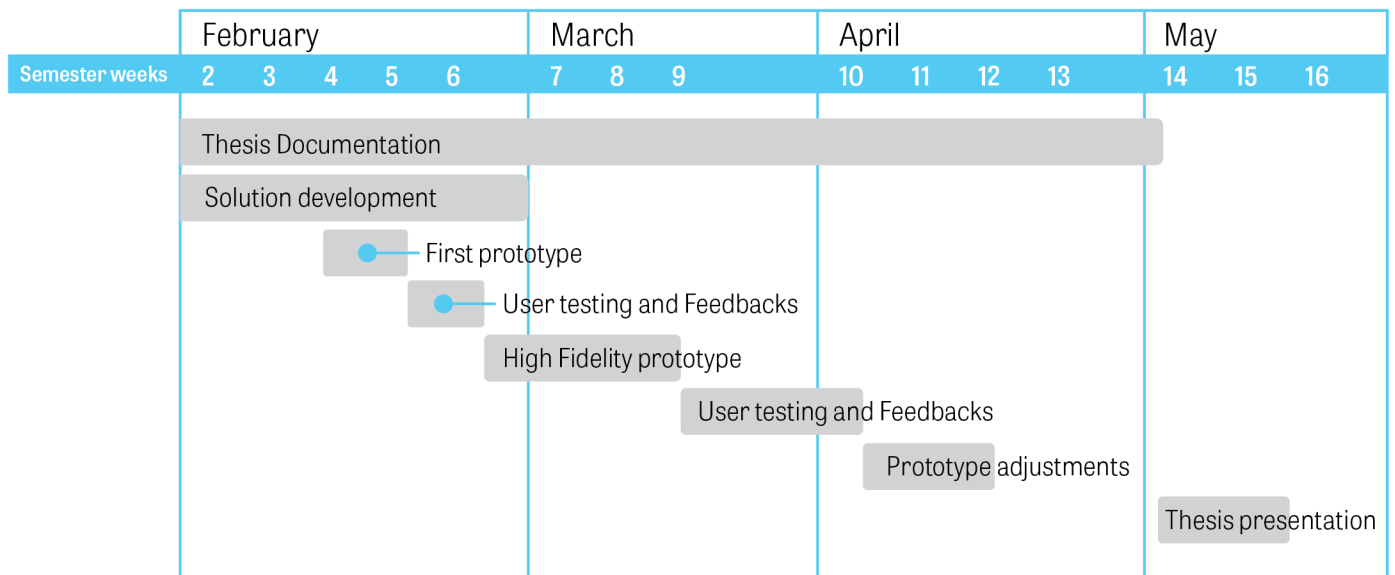 February March April May
Semester weeks 2 3 4 5 6 7 8 9 10 11 12 13 14 15 16
Thesis Documentation
Solution development
First prototype
User testing and Feedbacks
High Fidelity prototype
User testing and Feedbacks
Prototype adjustments
Thesis presentation